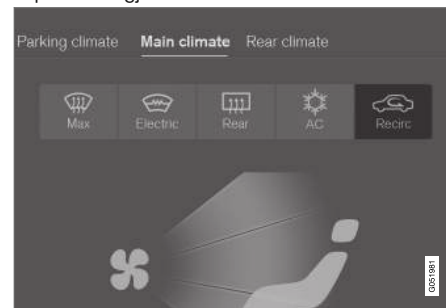 Parking climate Main climate Rear climate
Max Electric Rear AC Recirc
G051981